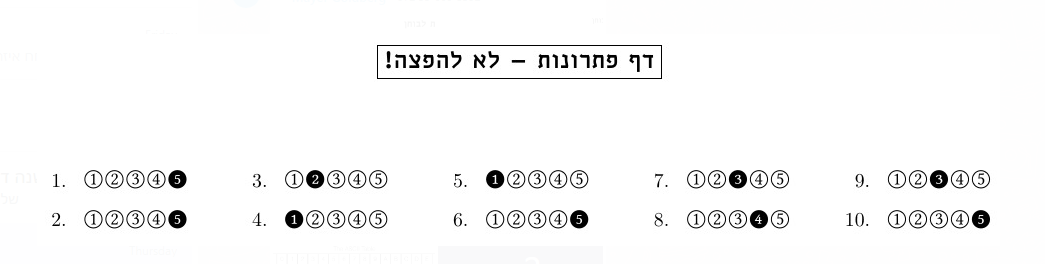 דף פתרונות – לא להפצה!
1. ①②③④❺ 3. ①❷③④⑤ 5. ❶②③④⑤ 7. ①②❸④⑤ 9. ①②❸④⑤
2. ①②③④❺ 4. ❶②③④⑤ 6. ①②③④❺ 8. ①②③❹⑤ 10. ①②③④❺